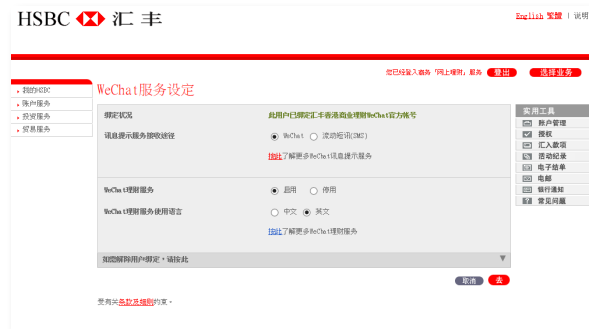 HSBC 汇丰
English 繁體 | 说明
您已经登入商务「网上理财」服务 登出 选择业务
我的HSBC
账户服务
投资服务
贸易服务
WeChat服务设定
绑定状况 此用户已绑定汇丰香港商业理财WeChat官方帐号
讯息提示服务接收途径 WeChat 流动短讯(SMS)
按此了解更多WeChat讯息提示服务
WeChat理财服务 启用 停用
WeChat理财服务使用语言 中文 英文
按此了解更多WeChat理财服务
如您解除用户绑定，请按此
取消 去
受有关条款及细则约束。
实用工具
账户管理
授权
汇入款项
活动纪录
电子结单
电邮
银行通知
常见问题